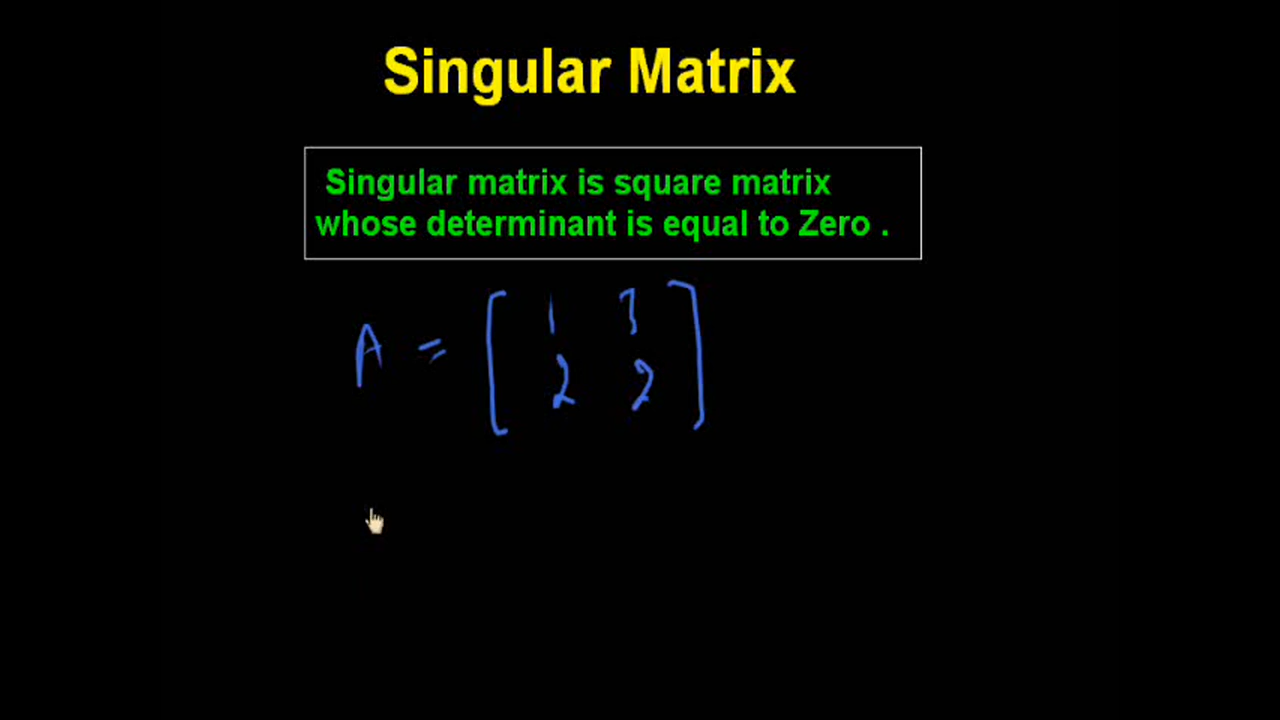 Singular Matrix
Singular matrix is square matrix
whose determinant is equal to Zero .
A = [ 1 3
2 2 ]